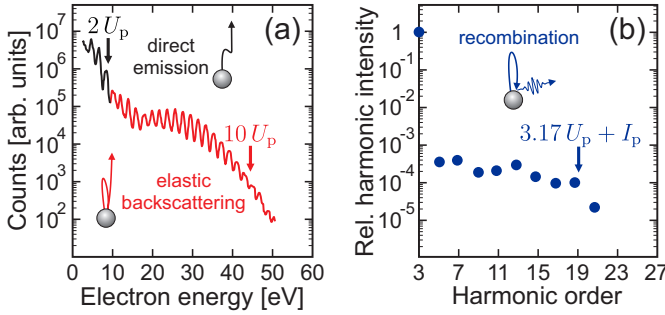 (a)
2 U_p
direct
emission
10 U_p
elastic
backscattering
Counts [arb. units]
10^7
10^6
10^5
10^4
10^3
10^2
0 10 20 30 40 50 60
Electron energy [eV]
(b)
recombination
3.17 U_p + I_p
Rel. harmonic intensity
1
10^-1
10^-2
10^-3
10^-4
10^-5
3 7 11 15 19 23 27
Harmonic order